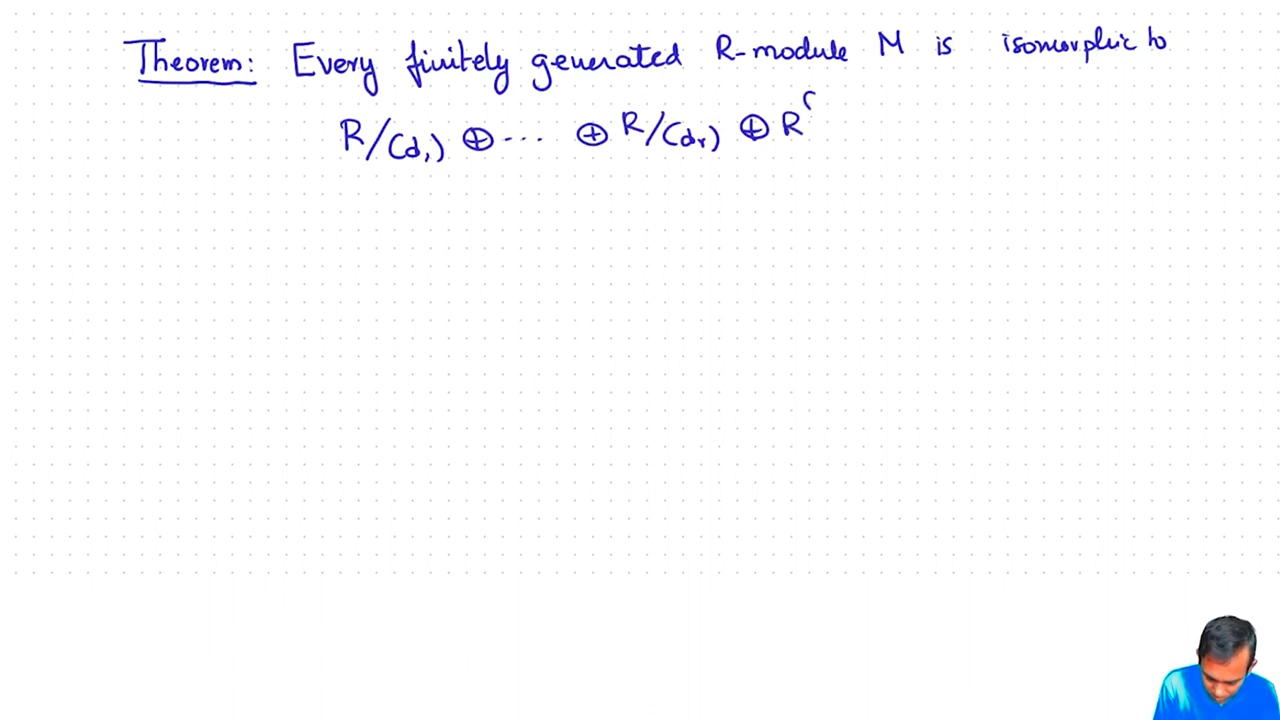 Theorem: Every finitely generated R-module M is isomorphic to
R/(d₁) ⊕ ··· ⊕ R/(dᵣ) ⊕ R